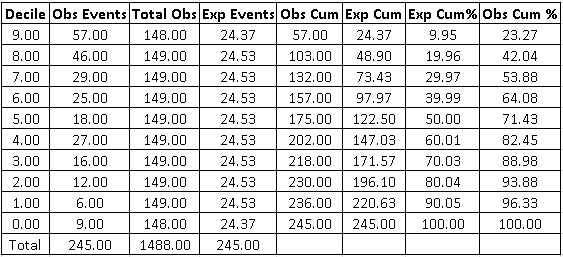 Decile Obs Events Total Obs Exp Events Obs Cum Exp Cum Exp Cum% Obs Cum %
9.00 57.00 148.00 24.37 57.00 24.37 9.95 23.27
8.00 46.00 149.00 24.53 103.00 48.90 19.96 42.04
7.00 29.00 149.00 24.53 132.00 73.43 29.97 53.88
6.00 25.00 149.00 24.53 157.00 97.97 39.99 64.08
5.00 18.00 149.00 24.53 175.00 122.50 50.00 71.43
4.00 27.00 149.00 24.53 202.00 147.03 60.01 82.45
3.00 16.00 149.00 24.53 218.00 171.57 70.03 88.98
2.00 12.00 149.00 24.53 230.00 196.10 80.04 93.88
1.00 6.00 149.00 24.53 236.00 220.63 90.05 96.33
0.00 9.00 148.00 24.37 245.00 245.00 100.00 100.00
Total 245.00 1488.00 245.00